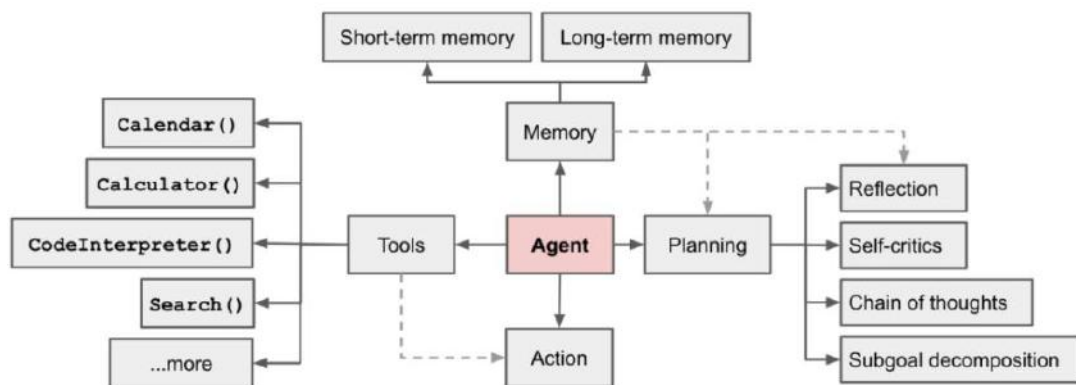 Short-term memory
Long-term memory
Calendar()
Memory
Calculator()
Reflection
CodeInterpreter()
Tools
Agent
Planning
Self-critics
Search()
Chain of thoughts
...more
Action
Subgoal decomposition